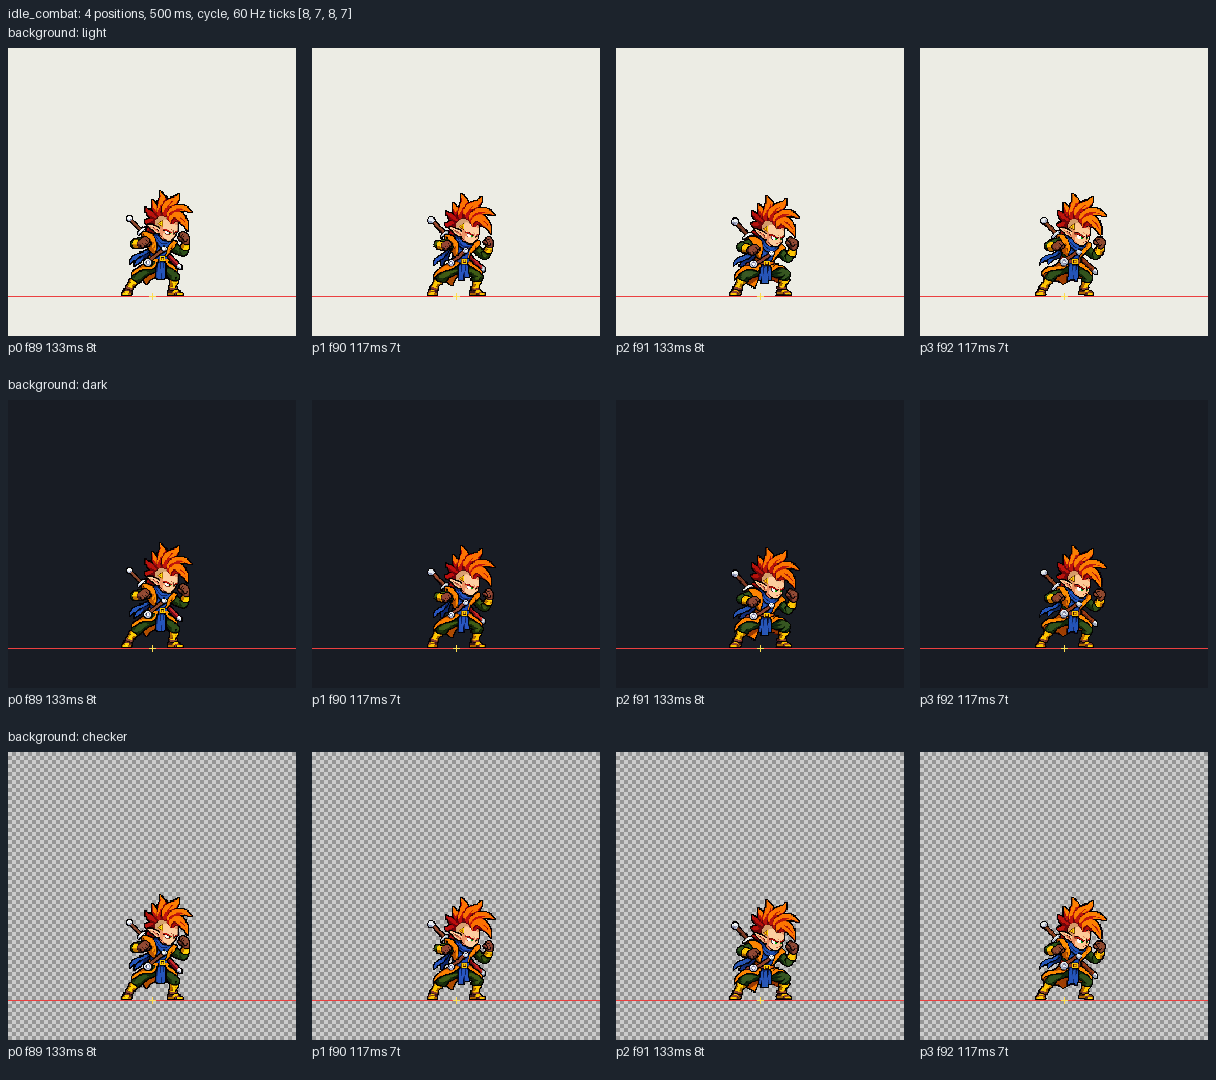 idle_combat: 4 positions, 500 ms, cycle, 60 Hz ticks [8, 7, 8, 7]
background: light
p0 f89 133ms 8t
p1 f90 117ms 7t
p2 f91 133ms 8t
p3 f92 117ms 7t
background: dark
p0 f89 133ms 8t
p1 f90 117ms 7t
p2 f91 133ms 8t
p3 f92 117ms 7t
background: checker
p0 f89 133ms 8t
p1 f90 117ms 7t
p2 f91 133ms 8t
p3 f92 117ms 7t